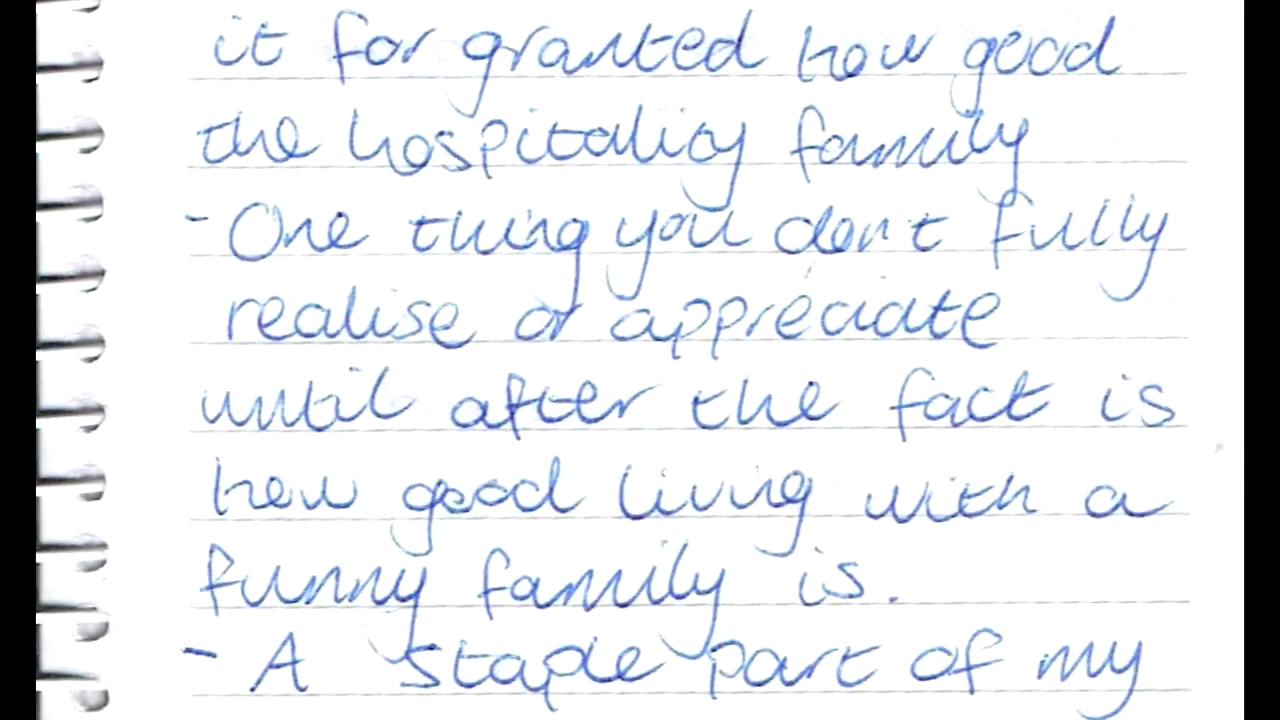 it for granted how good
the hospitality family
- One thing you don't fully
realise or appreciate
until after the fact is
how good living with a
funny family is.
- A staple part of my